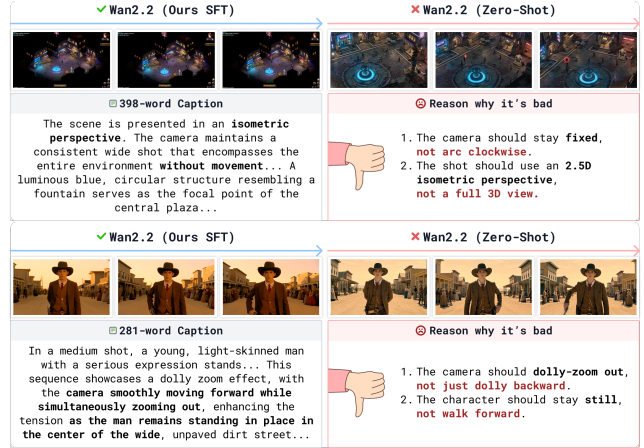 ✓ Wan2.2 (Ours SFT)
✗ Wan2.2 (Zero-Shot)
398-word Caption
The scene is presented in an isometric
perspective. The camera maintains a
consistent wide shot that encompasses the
entire environment without movement... A
luminous blue, circular structure resembling a
fountain serves as the focal point of the
central plaza...
Reason why it's bad
1. The camera should stay fixed,
not arc clockwise.
2. The shot should use an 2.5D
isometric perspective,
not a full 3D view.
✓ Wan2.2 (Ours SFT)
✗ Wan2.2 (Zero-Shot)
281-word Caption
In a medium shot, a young, light-skinned man
with a serious expression stands... This
sequence showcases a dolly zoom effect, with
the camera smoothly moving forward while
simultaneously zooming out, enhancing the
tension as the man remains standing in place
in the center of the wide, unpaved dirt street...
Reason why it's bad
1. The camera should dolly-zoom out,
not just dolly backward.
2. The character should stay still,
not walk forward.